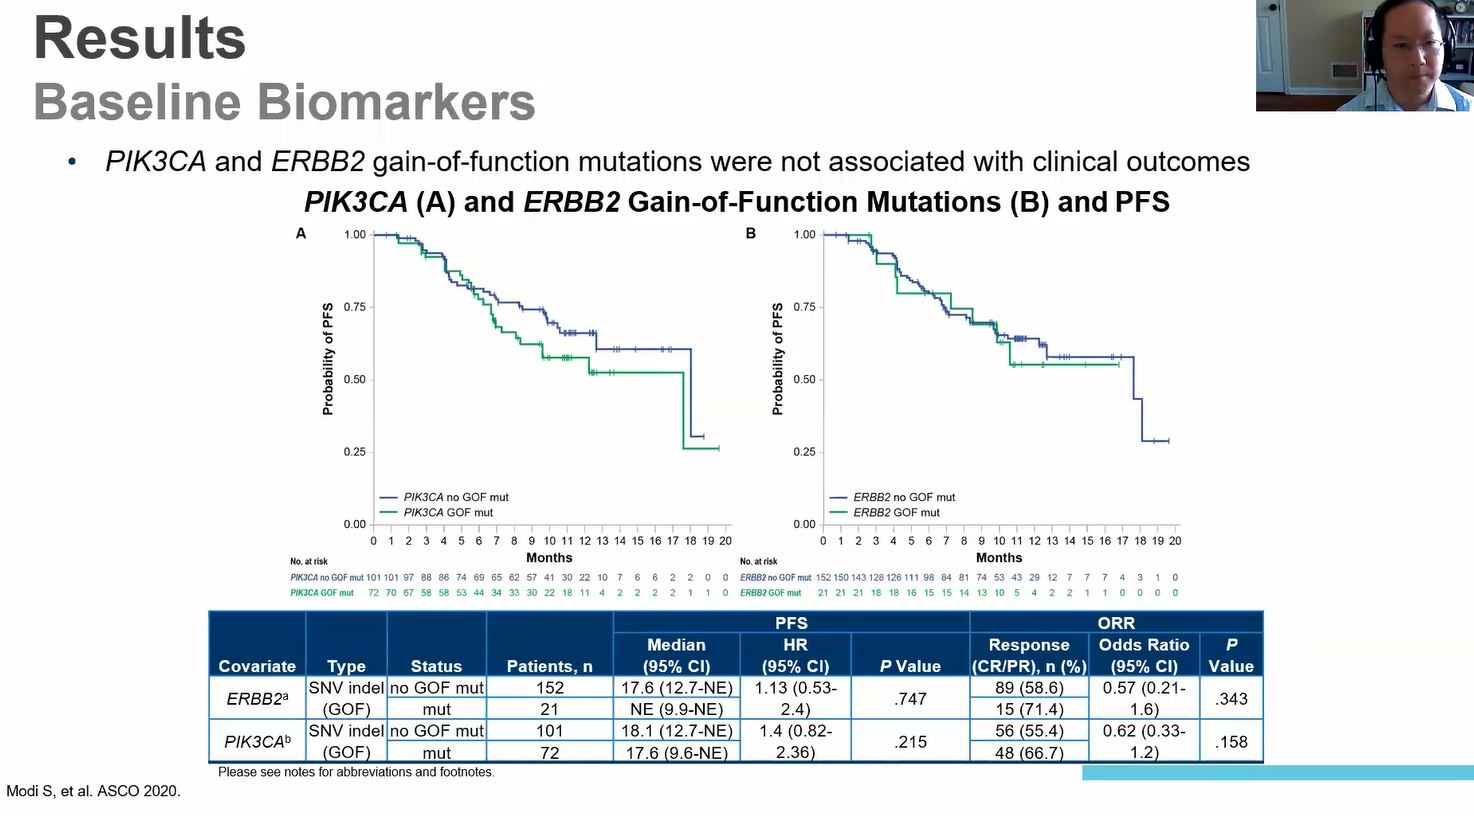 Results
Baseline Biomarkers
• PIK3CA and ERBB2 gain-of-function mutations were not associated with clinical outcomes
PIK3CA (A) and ERBB2 Gain-of-Function Mutations (B) and PFS
A
1.00
0.75
0.50
0.25
0.00
Probability of PFS
PIK3CA no GOF mut
PIK3CA GOF mut
0 1 2 3 4 5 6 7 8 9 10 11 12 13 14 15 16 17 18 19 20
Months
No. at risk
PIK3CA no GOF mut 101 101 97 88 86 74 69 65 62 57 41 30 22 10 7 6 6 2 2 0 0
PIK3CA GOF mut 72 70 67 58 58 53 44 34 33 30 22 18 11 4 2 2 2 2 1 1 0
B
1.00
0.75
0.50
0.25
0.00
Probability of PFS
ERBB2 no GOF mut
ERBB2 GOF mut
0 1 2 3 4 5 6 7 8 9 10 11 12 13 14 15 16 17 18 19 20
Months
ERBB2 no GOF mut 152 150 143 128 126 111 98 84 81 74 53 43 29 12 7 7 7 4 3 1 0
ERBB2 GOF mut 21 21 21 18 18 16 15 15 14 13 10 5 4 2 2 1 1 0 0 0 0
No. at risk
PFS ORR
Covariate Type Status Patients, n Median (95% CI) HR (95% CI) P Value Response (CR/PR), n (%) Odds Ratio (95% CI) P Value
ERBB2a SNV indel (GOF) no GOF mut 152 17.6 (12.7-NE) 1.13 (0.53-2.4) .747 89 (58.6) 0.57 (0.21-1.6) .343
mut 21 NE (9.9-NE) 15 (71.4)
PIK3CAb SNV indel (GOF) no GOF mut 101 18.1 (12.7-NE) 1.4 (0.82-2.36) .215 56 (55.4) 0.62 (0.33-1.2) .158
mut 72 17.6 (9.6-NE) 48 (66.7)
Please see notes for abbreviations and footnotes.
Modi S, et al. ASCO 2020.